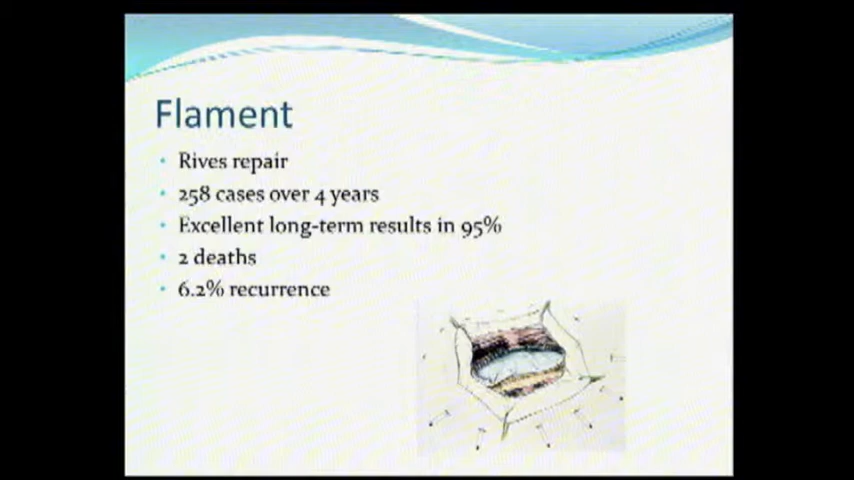 Flament
• Rives repair
• 258 cases over 4 years
• Excellent long-term results in 95%
• 2 deaths
• 6.2% recurrence